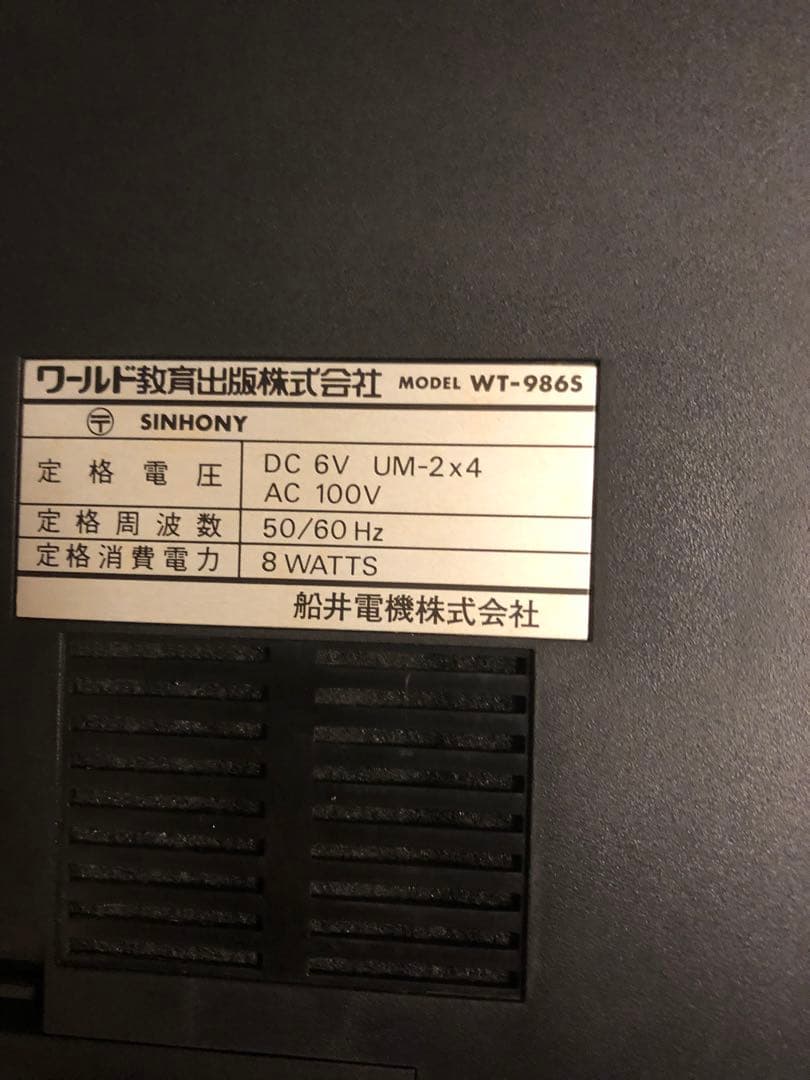 ワールド教育出版株式会社 MODEL WT-986S
〶 SINHONY
定格電圧 DC 6V UM-2x4
AC 100V
定格周波数 50/60 Hz
定格消費電力 8 WATTS
船井電機株式会社